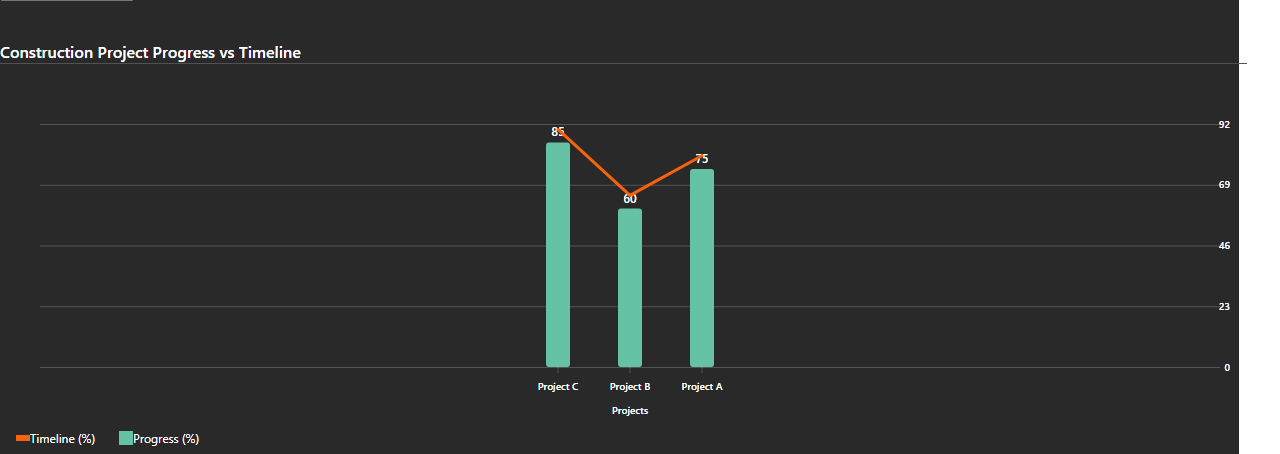 Construction Project Progress vs Timeline
92
85
75
69
60
46
23
0
Project C Project B Project A
Projects
Timeline (%) Progress (%)